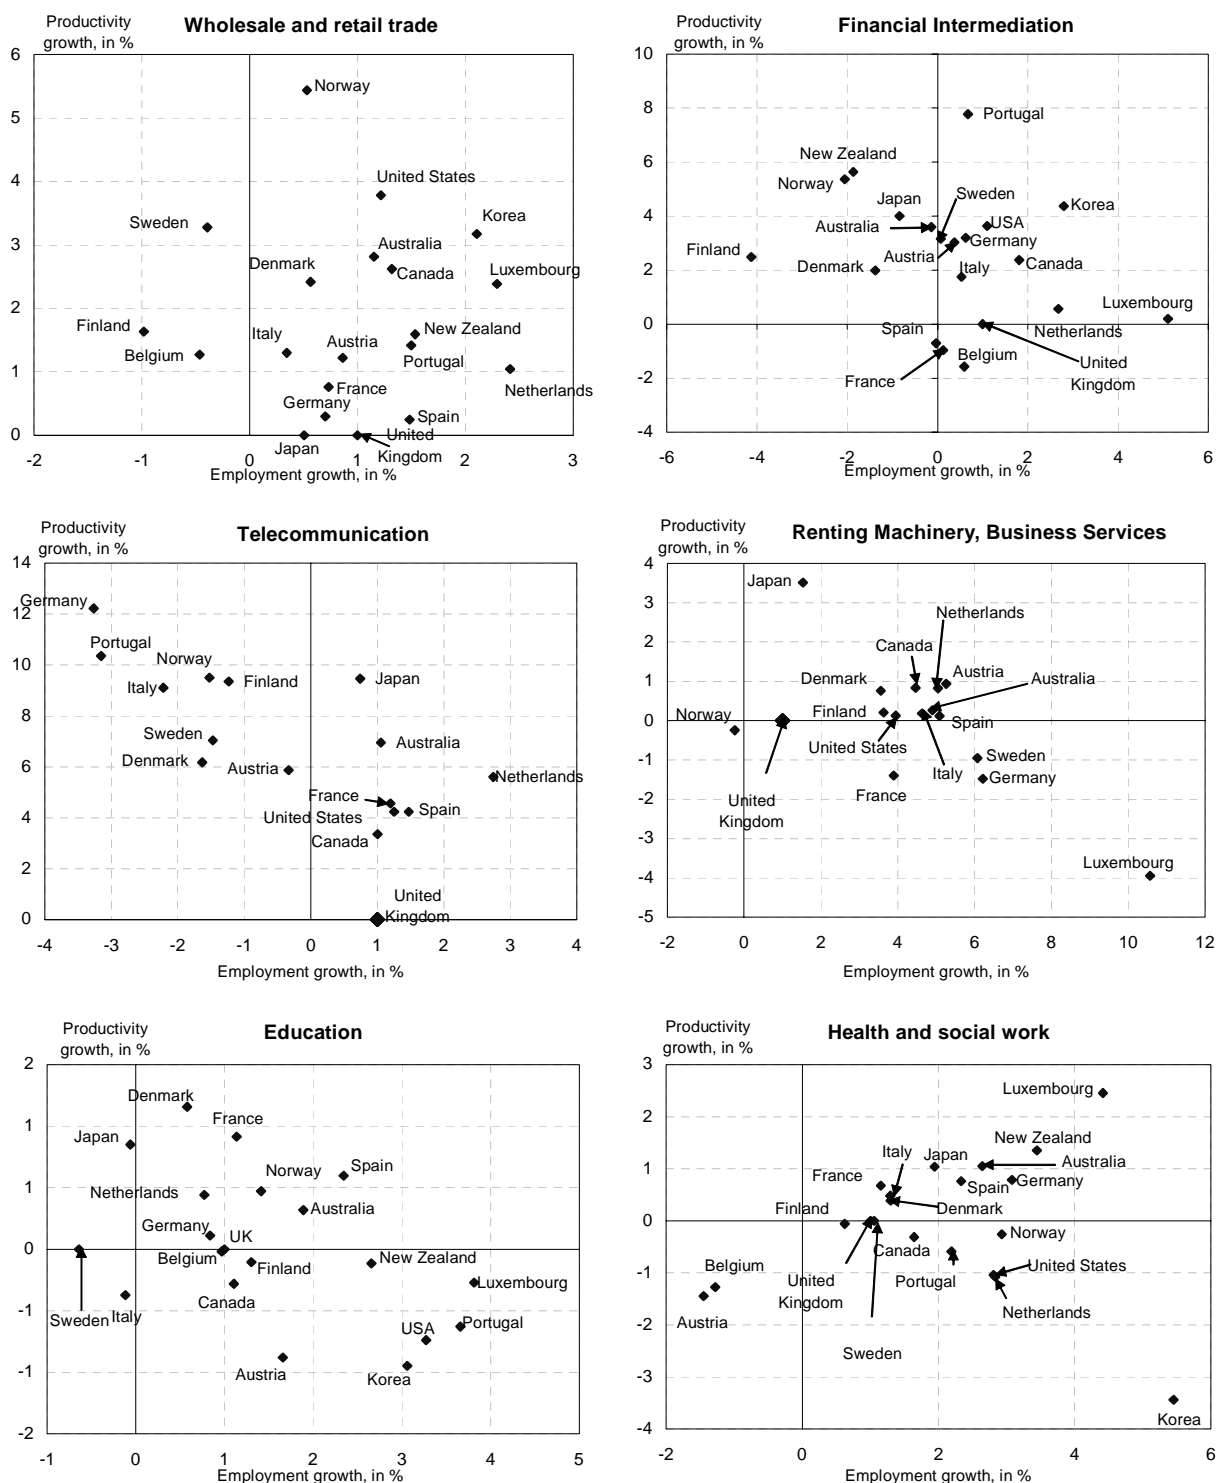 Productivity
growth, in %
Wholesale and retail trade
6
5
4
3
2
1
0
-2
-1
0
1
2
3
Employment growth, in %
Norway
United States
Sweden
Korea
Australia
Denmark
Canada
Luxembourg
Finland
Italy
New Zealand
Belgium
Austria
Portugal
France
Netherlands
Germany
Spain
Japan
United
Kingdom
Productivity
growth, in %
Financial Intermediation
10
8
6
4
2
0
-2
-4
-6
-4
-2
0
2
4
6
Employment growth, in %
Portugal
New Zealand
Norway
Sweden
Japan
Korea
Australia
USA
Germany
Finland
Austria
Denmark
Italy
Canada
Luxembourg
Spain
Netherlands
Belgium
France
United
Kingdom
Productivity
growth, in %
Telecommunication
14
12
10
8
6
4
2
0
-4
-3
-2
-1
0
1
2
3
4
Employment growth, in %
Germany
Portugal
Norway
Italy
Finland
Japan
Sweden
Australia
Denmark
Austria
Netherlands
France
United States
Spain
Canada
United
Kingdom
Productivity
growth, in %
Renting Machinery, Business Services
4
3
2
1
0
-1
-2
-3
-4
-5
-2
0
2
4
6
8
10
12
Employment growth, in %
Japan
Netherlands
Canada
Denmark
Austria
Australia
Norway
Finland
Spain
United States
Sweden
Italy
Germany
France
United
Kingdom
Luxembourg
Productivity
growth, in %
Education
2
1
1
0
-1
-1
-2
-1
0
1
2
3
4
5
Employment growth, in %
Denmark
France
Japan
Norway
Spain
Netherlands
Australia
Germany
UK
Belgium
Finland
New Zealand
Luxembourg
Canada
Sweden
Italy
USA
Portugal
Austria
Korea
Productivity
growth, in %
Health and social work
3
2
1
0
-1
-2
-3
-4
-2
0
2
4
6
Employment growth, in %
Luxembourg
New Zealand
Italy
Japan
Australia
France
Spain
Germany
Finland
Denmark
Norway
Canada
Belgium
United
Kingdom
Portugal
United States
Austria
Netherlands
Sweden
Korea